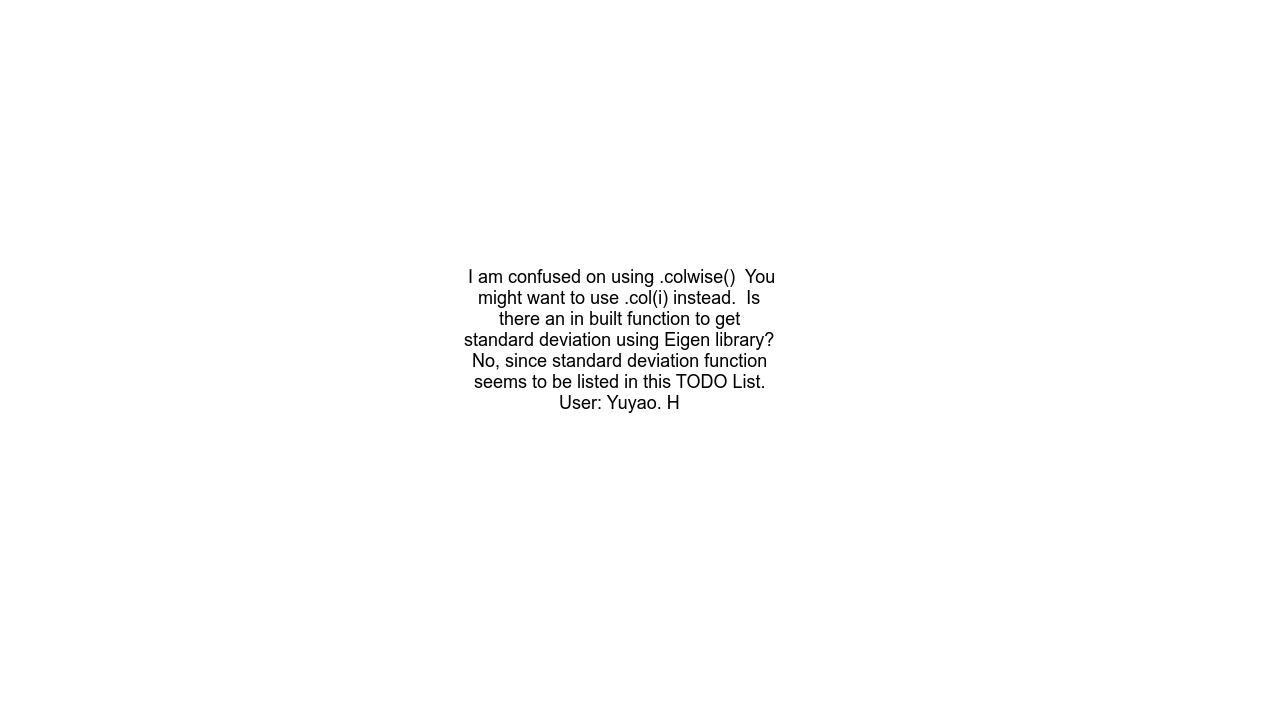 I am confused on using .colwise()  You
might want to use .col(i) instead.  Is
there an in built function to get
standard deviation using Eigen library?
No, since standard deviation function
seems to be listed in this TODO List.
User: Yuyao. H